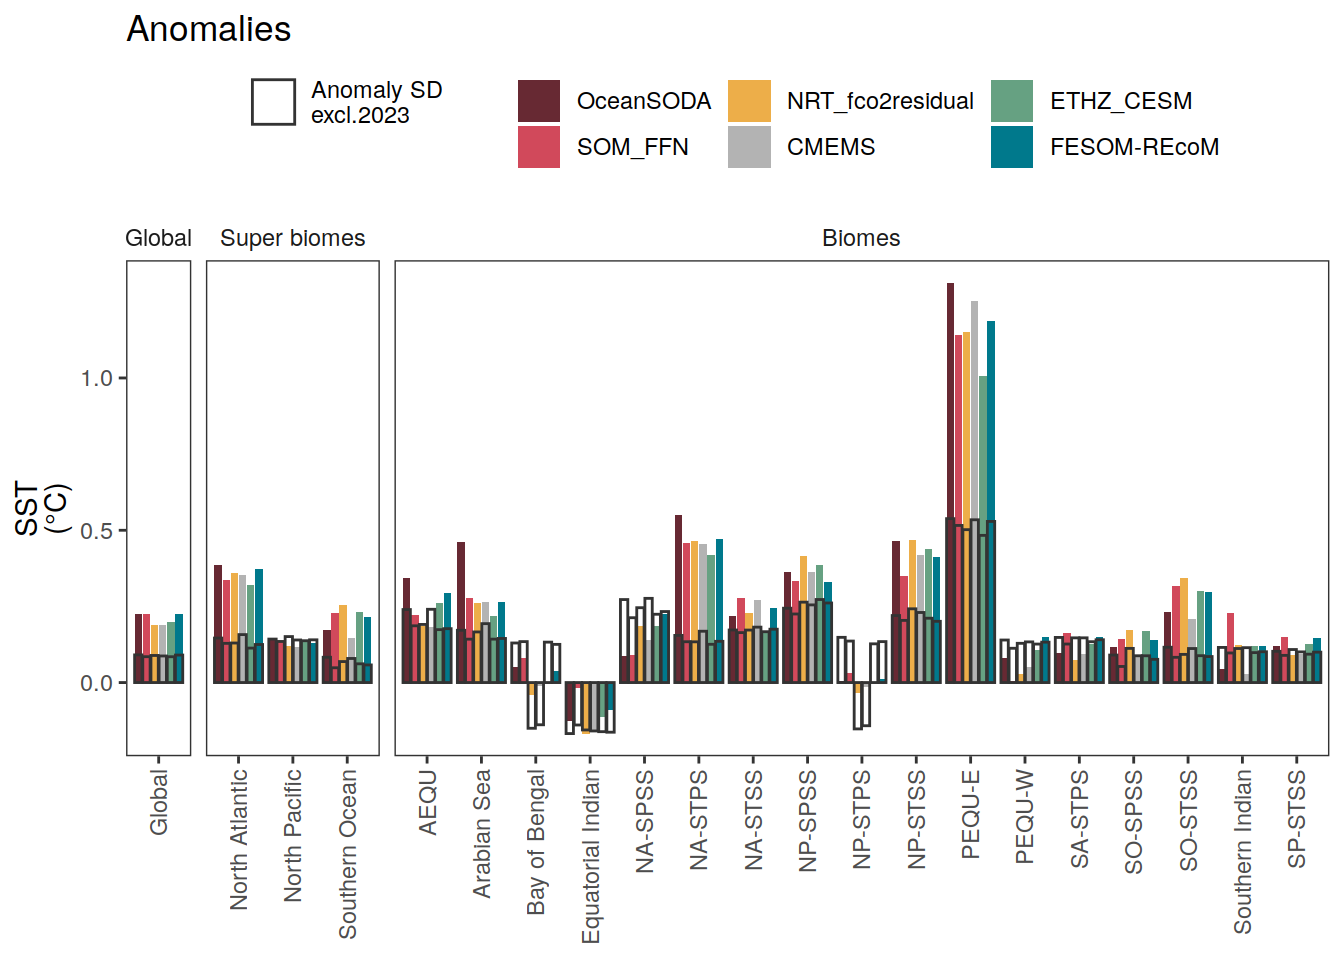 Anomalies
Anomaly SD
excl.2023
OceanSODA
NRT_fco2residual
ETHZ_CESM
SOM_FFN
CMEMS
FESOM-REcoM
Global
Super biomes
Biomes
SST
(°C)
1.0
0.5
0.0
Global
North Atlantic
North Pacific
Southern Ocean
AEQU
Arabian Sea
Bay of Bengal
Equatorial Indian
NA-SPSS
NA-STPS
NA-STSS
NP-SPSS
NP-STPS
NP-STSS
PEQU-E
PEQU-W
SA-STPS
SO-SPSS
SO-STSS
Southern Indian
SP-STSS